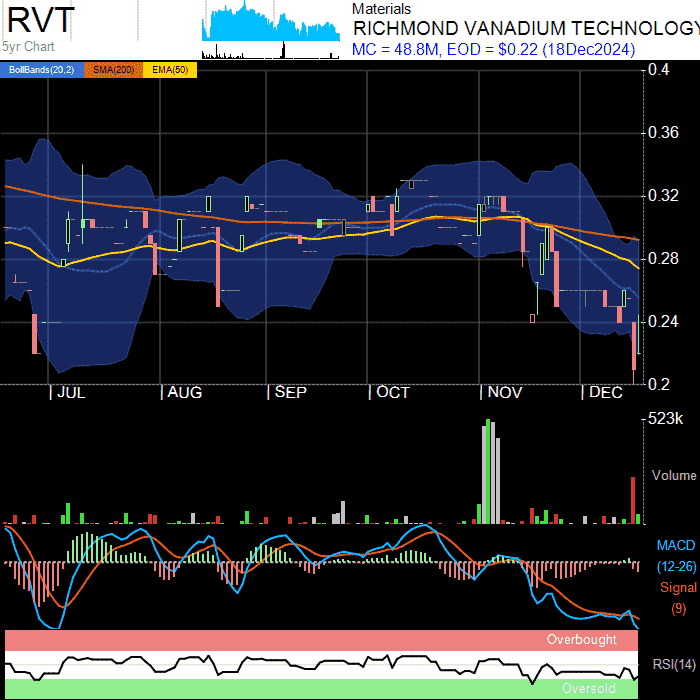 RVT
5yr Chart
Materials
RICHMOND VANADIUM TECHNOLOGY
MC = 48.8M, EOD = $0.22 (18Dec2024)
BollBands(20,2) SMA(200) EMA(50)
0.4
0.36
0.32
0.28
0.24
0.2
JUL AUG SEP OCT NOV DEC
523k
Volume
MACD
(12-26)
Signal
(9)
Overbought
RSI(14)
Oversold